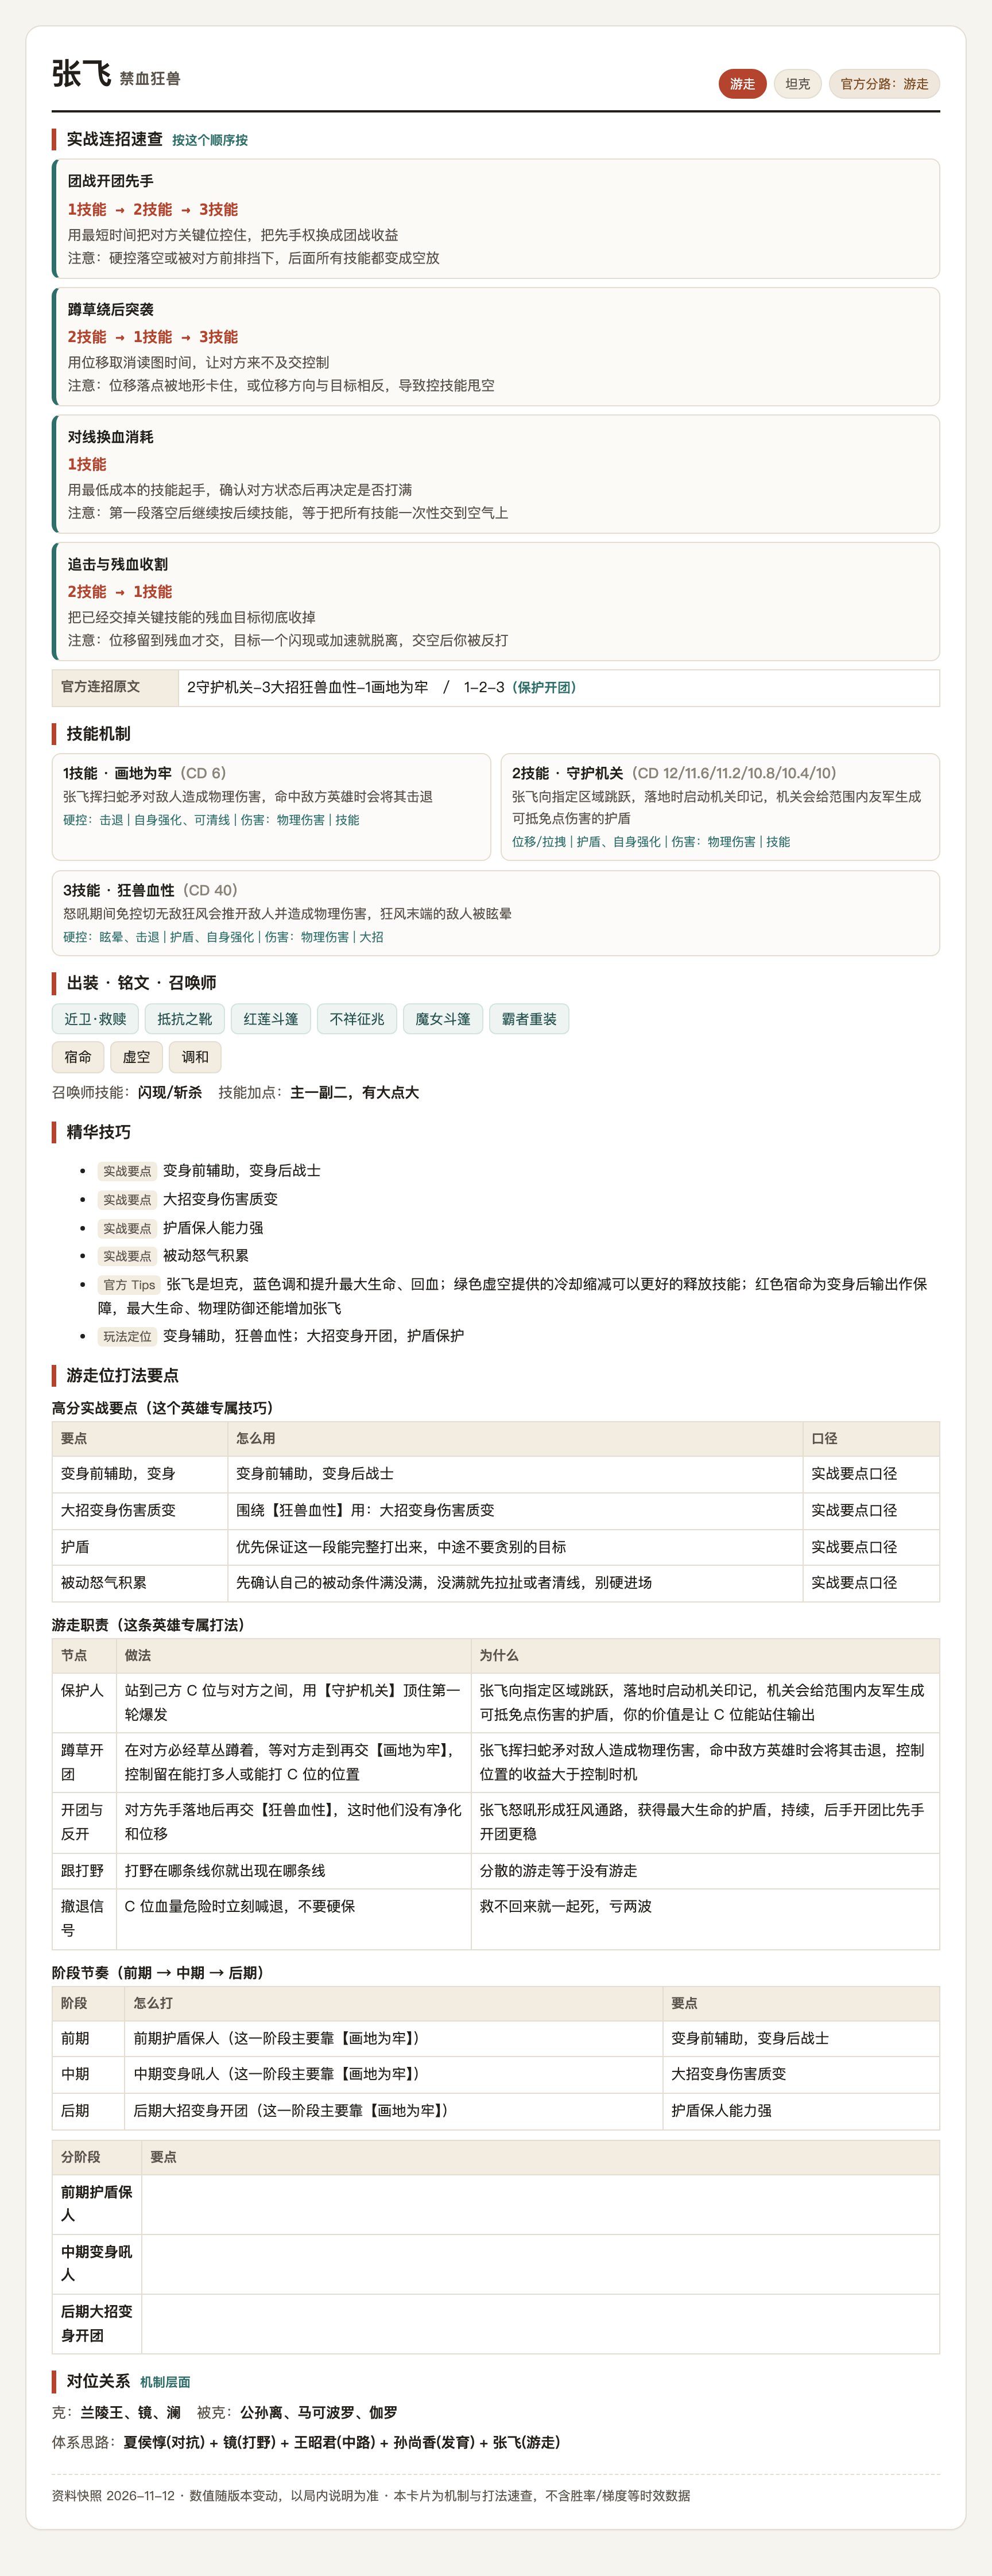 张飞 禁血狂兽
游走 坦克 官方分路：游走
实战连招速查 按这个顺序按
团战开团先手
1技能 → 2技能 → 3技能
用最短时间把对方关键位控住，把先手权换成团战收益
注意：硬控落空或被对方前排挡下，后面所有技能都变成空放
蹲草绕后突袭
2技能 → 1技能 → 3技能
用位移取消读图时间，让对方来不及交控制
注意：位移落点被地形卡住，或位移方向与目标相反，导致控技能甩空
对线换血消耗
1技能
用最低成本的技能起手，确认对方状态后再决定是否打满
注意：第一段落空后继续按后续技能，等于把所有技能一次性交到空气上
追击与残血收割
2技能 → 1技能
把已经交掉关键技能的残血目标彻底收掉
注意：位移留到残血才交，目标一个闪现或加速就脱离，交空后你被反打
官方连招原文 2守护机关-3大招狂兽血性-1画地为牢 / 1-2-3（保护开团）
技能机制
1技能 · 画地为牢（CD 6）
张飞挥扫蛇矛对敌人造成物理伤害，命中敌方英雄时会将其击退
硬控：击退 | 自身强化、可清线 | 伤害：物理伤害 | 技能
2技能 · 守护机关（CD 12/11.6/11.2/10.8/10.4/10）
张飞向指定区域跳跃，落地时启动机关印记，机关会给范围内友军生成
可抵免点伤害的护盾
位移/拉拽 | 护盾、自身强化 | 伤害：物理伤害 | 技能
3技能 · 狂兽血性（CD 40）
怒吼期间免控切无敌狂风会推开敌人并造成物理伤害，狂风末端的敌人被眩晕
硬控：眩晕、击退 | 护盾、自身强化 | 伤害：物理伤害 | 大招
出装 · 铭文 · 召唤师
近卫·救赎 抵抗之靴 红莲斗篷 不祥征兆 魔女斗篷 霸者重装
宿命 虚空 调和
召唤师技能：闪现/斩杀 技能加点：主一副二，有大点大
精华技巧
• 实战要点 变身前辅助，变身后战士
• 实战要点 大招变身伤害质变
• 实战要点 护盾保人能力强
• 实战要点 被动怒气积累
• 官方 Tips 张飞是坦克，蓝色调和提升最大生命、回血；绿色虚空提供的冷却缩减可以更好的释放技能；红色宿命为变身后输出作保
障，最大生命、物理防御还能增加张飞
• 玩法定位 变身辅助，狂兽血性；大招变身开团，护盾保护
游走位打法要点
高分实战要点（这个英雄专属技巧）
要点 怎么用 口径
变身前辅助，变身 变身前辅助，变身后战士 实战要点口径
大招变身伤害质变 围绕【狂兽血性】用：大招变身伤害质变 实战要点口径
护盾 优先保证这一段能完整打出来，中途不要贪别的目标 实战要点口径
被动怒气积累 先确认自己的被动条件满没满，没满就先拉扯或者清线，别硬进场 实战要点口径
游走职责（这条英雄专属打法）
节点 做法 为什么
保护人 站到己方 C 位与对方之间，用【守护机关】顶住第一
轮爆发 张飞向指定区域跳跃，落地时启动机关印记，机关会给范围内友军生成
可抵免点伤害的护盾，你的价值是让 C 位能站住输出
蹲草开
团 在对方必经草丛蹲着，等对方走到再交【画地为牢】，
控制留在能打多人或能打 C 位的位置 张飞挥扫蛇矛对敌人造成物理伤害，命中敌方英雄时会将其击退，控制
位置的收益大于控制时机
开团与
反开 对方先手落地后再交【狂兽血性】，这时他们没有净化
和位移 张飞怒吼形成狂风通路，获得最大生命的护盾，持续，后手开团比先手
开团更稳
跟打野 打野在哪条线你就出现在哪条线 分散的游走等于没有游走
撤退信
号 C 位血量危险时立刻喊退，不要硬保 救不回来就一起死，亏两波
阶段节奏（前期 → 中期 → 后期）
阶段 怎么打 要点
前期 前期护盾保人（这一阶段主要靠【画地为牢】） 变身前辅助，变身后战士
中期 中期变身吼人（这一阶段主要靠【画地为牢】） 大招变身伤害质变
后期 后期大招变身开团（这一阶段主要靠【画地为牢】） 护盾保人能力强
分阶段 要点
前期护盾保
人
中期变身吼
人
后期大招变
身开团
对位关系 机制层面
克：兰陵王、镜、澜 被克：公孙离、马可波罗、伽罗
体系思路：夏侯惇(对抗) + 镜(打野) + 王昭君(中路) + 孙尚香(发育) + 张飞(游走)
资料快照 2026-11-12 · 数值随版本变动，以局内说明为准 · 本卡片为机制与打法速查，不含胜率/梯度等时效数据